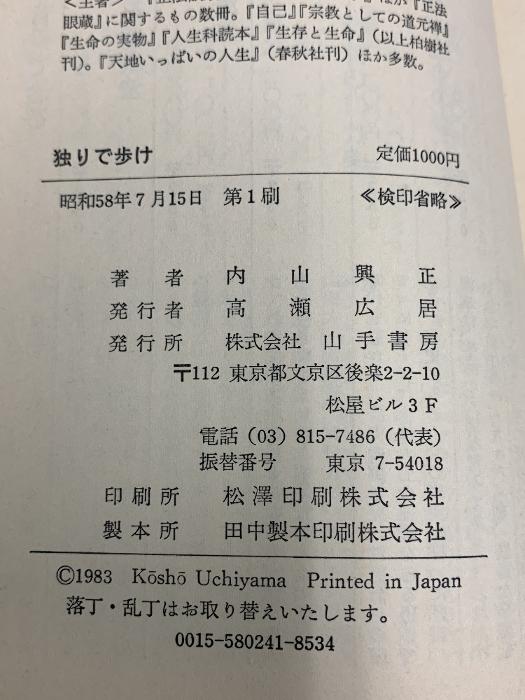 眼蔵』に関するもの数冊。『自己』『宗教としての道元禅』
『生命の実物』『人生科読本』『生存と生命』(以上柏樹社
刊)。『天地いっぱいの人生』(春秋社刊)ほか多数。
独りで歩け 定価1000円
昭和58年7月15日 第1刷 ≪検印省略≫
著者 内山興正
発行者 高瀬広居
発行所 株式会社 山手書房
〒112 東京都文京区後楽2-2-10
松屋ビル3F
電話(03)815-7486(代表)
振替番号 東京 7-54018
印刷所 松澤印刷株式会社
製本所 田中製本印刷株式会社
©1983 Kōshō Uchiyama Printed in Japan
落丁・乱丁はお取り替えいたします。
0015-580241-8534